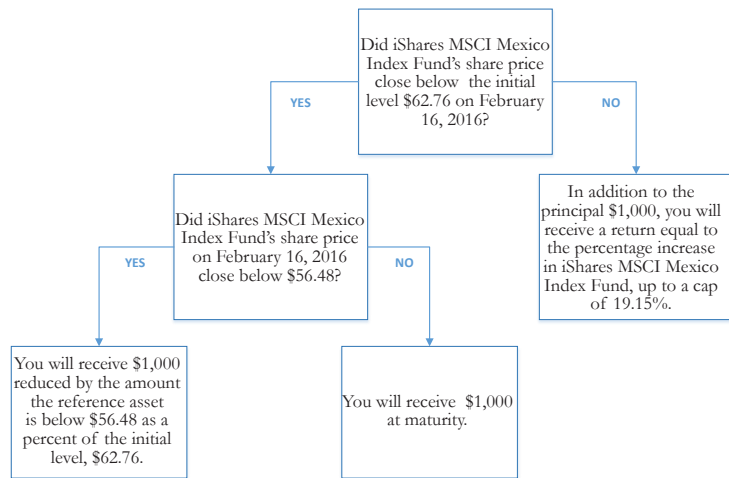 Did iShares MSCI Mexico
Index Fund's share price
close below the initial
level $62.76 on February
16, 2016?
YES
NO
Did iShares MSCI Mexico
Index Fund's share price
on February 16, 2016
close below $56.48?
In addition to the
principal $1,000, you will
receive a return equal to
the percentage increase
in iShares MSCI Mexico
Index Fund, up to a cap
of 19.15%.
YES
NO
You will receive $1,000
reduced by the amount
the reference asset
is below $56.48 as a
percent of the initial
level, $62.76.
You will receive $1,000
at maturity.